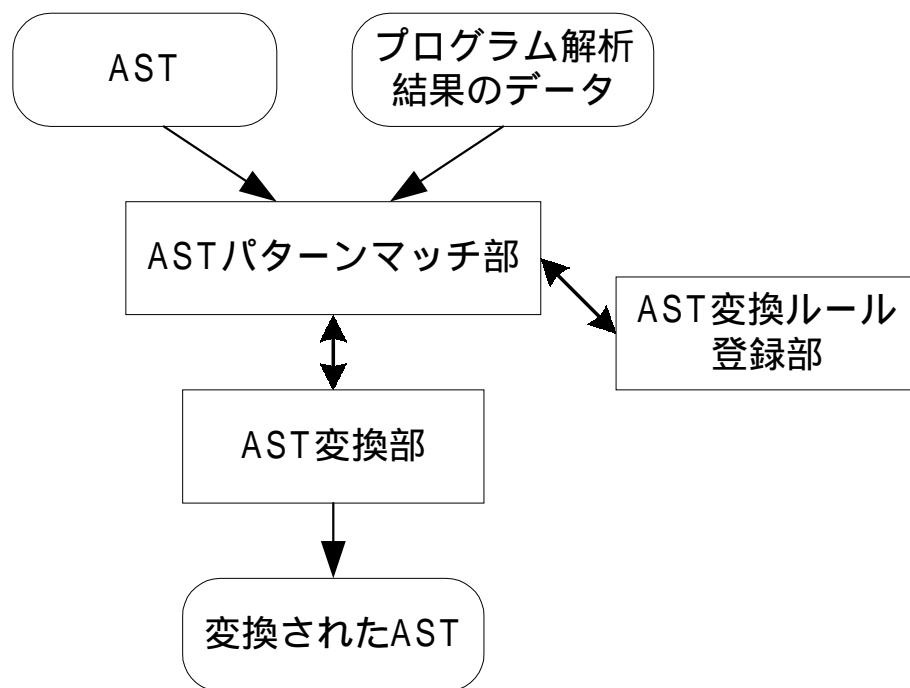 AST
プログラム解析
結果のデータ
ASTパターンマッチ部
AST変換ルール
登録部
AST変換部
変換されたAST